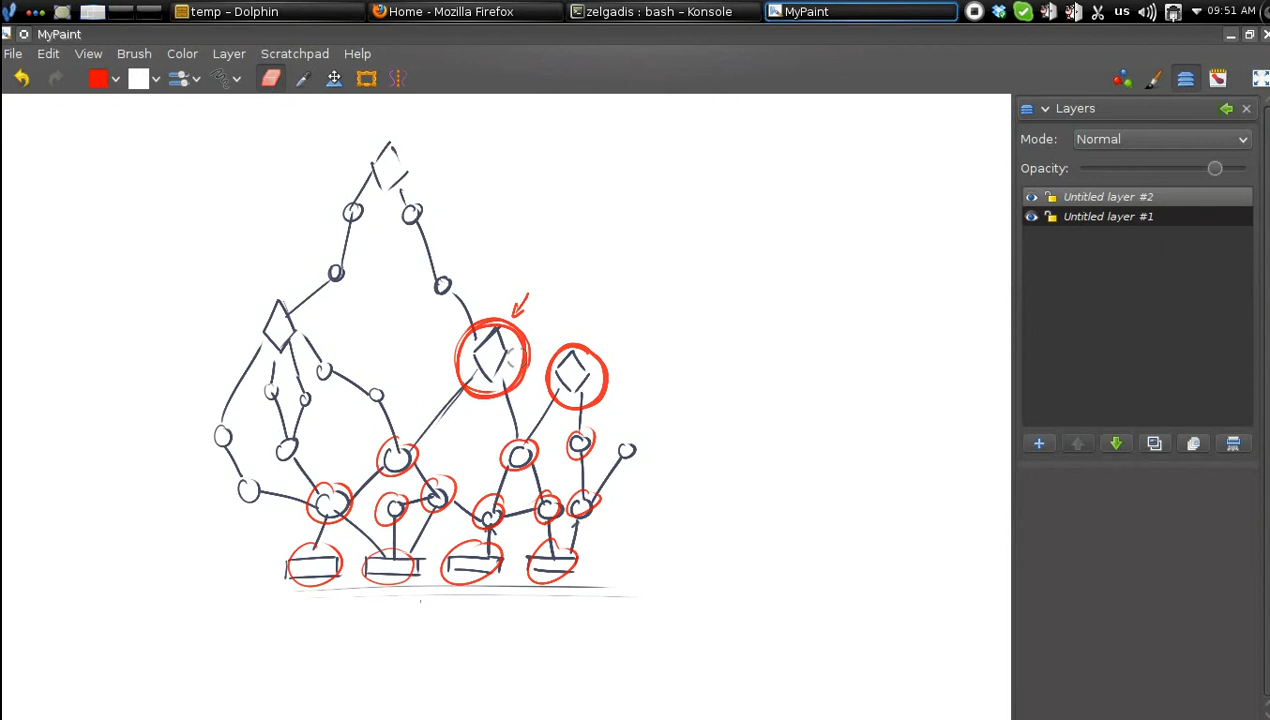 temp – Dolphin
Home - Mozilla Firefox
zelgadis : bash – Konsole
MyPaint
us
09:51 AM
MyPaint
File Edit View Brush Color Layer Scratchpad Help
Layers
Mode: Normal
Opacity:
Untitled layer #2
Untitled layer #1